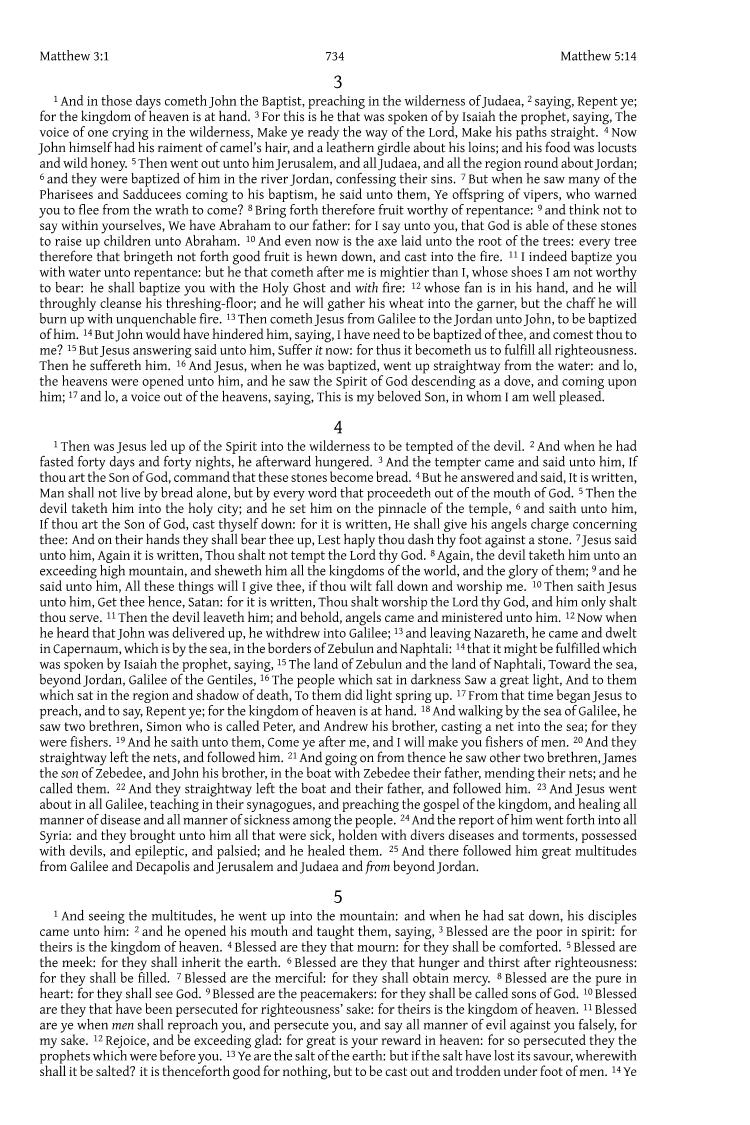 Matthew 3:1 734 Matthew 5:14
3
1 And in those days cometh John the Baptist, preaching in the wilderness of Judaea, 2 saying, Repent ye;
for the kingdom of heaven is at hand. 3 For this is he that was spoken of by Isaiah the prophet, saying, The
voice of one crying in the wilderness, Make ye ready the way of the Lord, Make his paths straight. 4 Now
John himself had his raiment of camel's hair, and a leathern girdle about his loins; and his food was locusts
and wild honey. 5 Then went out unto him Jerusalem, and all Judaea, and all the region round about Jordan;
6 and they were baptized of him in the river Jordan, confessing their sins. 7 But when he saw many of the
Pharisees and Sadducees coming to his baptism, he said unto them, Ye offspring of vipers, who warned
you to flee from the wrath to come? 8 Bring forth therefore fruit worthy of repentance: 9 and think not to
say within yourselves, We have Abraham to our father: for I say unto you, that God is able of these stones
to raise up children unto Abraham. 10 And even now is the axe laid unto the root of the trees: every tree
therefore that bringeth not forth good fruit is hewn down, and cast into the fire. 11 I indeed baptize you
with water unto repentance: but he that cometh after me is mightier than I, whose shoes I am not worthy
to bear: he shall baptize you with the Holy Ghost and with fire: 12 whose fan is in his hand, and he will
throughly cleanse his threshing-floor; and he will gather his wheat into the garner, but the chaff he will
burn up with unquenchable fire. 13 Then cometh Jesus from Galilee to the Jordan unto John, to be baptized
of him. 14 But John would have hindered him, saying, I have need to be baptized of thee, and comest thou to
me? 15 But Jesus answering said unto him, Suffer it now: for thus it becometh us to fulfill all righteousness.
Then he suffereth him. 16 And Jesus, when he was baptized, went up straightway from the water: and lo,
the heavens were opened unto him, and he saw the Spirit of God descending as a dove, and coming upon
him; 17 and lo, a voice out of the heavens, saying, This is my beloved Son, in whom I am well pleased.
4
1 Then was Jesus led up of the Spirit into the wilderness to be tempted of the devil. 2 And when he had
fasted forty days and forty nights, he afterward hungered. 3 And the tempter came and said unto him, If
thou art the Son of God, command that these stones become bread. 4 But he answered and said, It is written,
Man shall not live by bread alone, but by every word that proceedeth out of the mouth of God. 5 Then the
devil taketh him into the holy city; and he set him on the pinnacle of the temple, 6 and saith unto him,
If thou art the Son of God, cast thyself down: for it is written, He shall give his angels charge concerning
thee: And on their hands they shall bear thee up, Lest haply thou dash thy foot against a stone. 7 Jesus said
unto him, Again it is written, Thou shalt not tempt the Lord thy God. 8 Again, the devil taketh him unto an
exceeding high mountain, and sheweth him all the kingdoms of the world, and the glory of them; 9 and he
said unto him, All these things will I give thee, if thou wilt fall down and worship me. 10 Then saith Jesus
unto him, Get thee hence, Satan: for it is written, Thou shalt worship the Lord thy God, and him only shalt
thou serve. 11 Then the devil leaveth him; and behold, angels came and ministered unto him. 12 Now when
he heard that John was delivered up, he withdrew into Galilee; 13 and leaving Nazareth, he came and dwelt
in Capernaum, which is by the sea, in the borders of Zebulun and Naphtali: 14 that it might be fulfilled which
was spoken by Isaiah the prophet, saying, 15 The land of Zebulun and the land of Naphtali, Toward the sea,
beyond Jordan, Galilee of the Gentiles, 16 The people which sat in darkness Saw a great light, And to them
which sat in the region and shadow of death, To them did light spring up. 17 From that time began Jesus to
preach, and to say, Repent ye; for the kingdom of heaven is at hand. 18 And walking by the sea of Galilee, he
saw two brethren, Simon who is called Peter, and Andrew his brother, casting a net into the sea; for they
were fishers. 19 And he saith unto them, Come ye after me, and I will make you fishers of men. 20 And they
straightway left the nets, and followed him. 21 And going on from thence he saw other two brethren, James
the son of Zebedee, and John his brother, in the boat with Zebedee their father, mending their nets; and he
called them. 22 And they straightway left the boat and their father, and followed him. 23 And Jesus went
about in all Galilee, teaching in their synagogues, and preaching the gospel of the kingdom, and healing all
manner of disease and all manner of sickness among the people. 24 And the report of him went forth into all
Syria: and they brought unto him all that were sick, holden with divers diseases and torments, possessed
with devils, and epileptic, and palsied; and he healed them. 25 And there followed him great multitudes
from Galilee and Decapolis and Jerusalem and Judaea and from beyond Jordan.
5
1 And seeing the multitudes, he went up into the mountain: and when he had sat down, his disciples
came unto him: 2 and he opened his mouth and taught them, saying, 3 Blessed are the poor in spirit: for
theirs is the kingdom of heaven. 4 Blessed are they that mourn: for they shall be comforted. 5 Blessed are
the meek: for they shall inherit the earth. 6 Blessed are they that hunger and thirst after righteousness:
for they shall be filled. 7 Blessed are the merciful: for they shall obtain mercy. 8 Blessed are the pure in
heart: for they shall see God. 9 Blessed are the peacemakers: for they shall be called sons of God. 10 Blessed
are they that have been persecuted for righteousness' sake: for theirs is the kingdom of heaven. 11 Blessed
are ye when men shall reproach you, and persecute you, and say all manner of evil against you falsely, for
my sake. 12 Rejoice, and be exceeding glad: for great is your reward in heaven: for so persecuted they the
prophets which were before you. 13 Ye are the salt of the earth: but if the salt have lost its savour, wherewith
shall it be salted? it is thenceforth good for nothing, but to be cast out and trodden under foot of men. 14 Ye